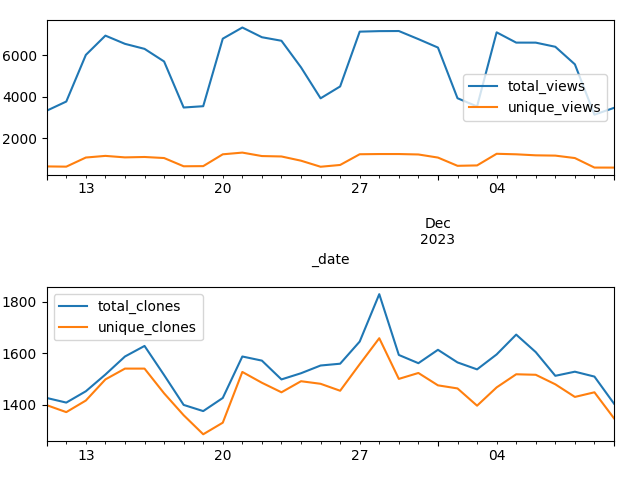 6000
4000
2000
total_views
unique_views
13 20 27 04
Dec
2023
_date
1800
1600
1400
total_clones
unique_clones
13 20 27 04